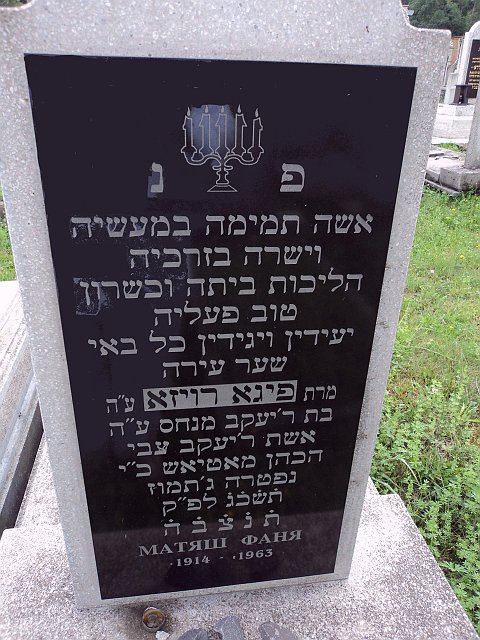 פ נ
אשה תמימה במעשיה
וישרה בדרכיה
הליכות ביתה וכשרון
טוב פעליה
יעידין ויגידין כל באי
שער עירה
מרת פיגא רויזא ע״ה
בת ר׳יעקב מנחס ע״ה
אשת ר׳יעקב צבי
הכהן מאטיאש כ״י
נפטרה ג׳תמוז
תשכג לפ״ק
ת נ צ ב ה
МАТЯШ ФАНЯ
·1914 - ·1963